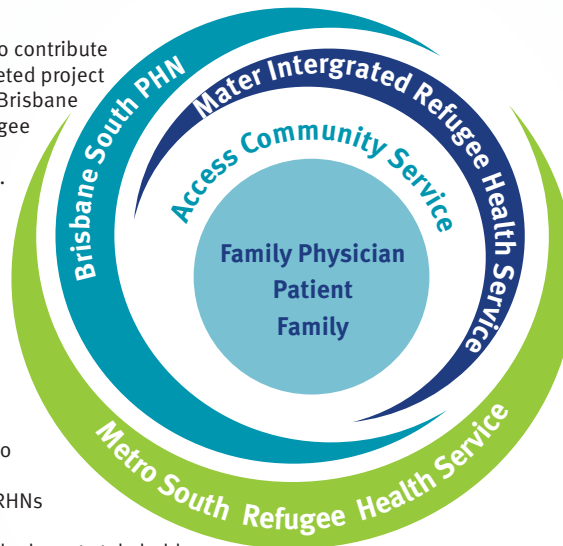 o contribute
eted project
Brisbane
gee
.
o
RHNs
Brisbane South PHN
Mater Intergrated Refugee Health Service
Access Community Service
Family Physician
Patient
Family
Metro South Refugee Health Service